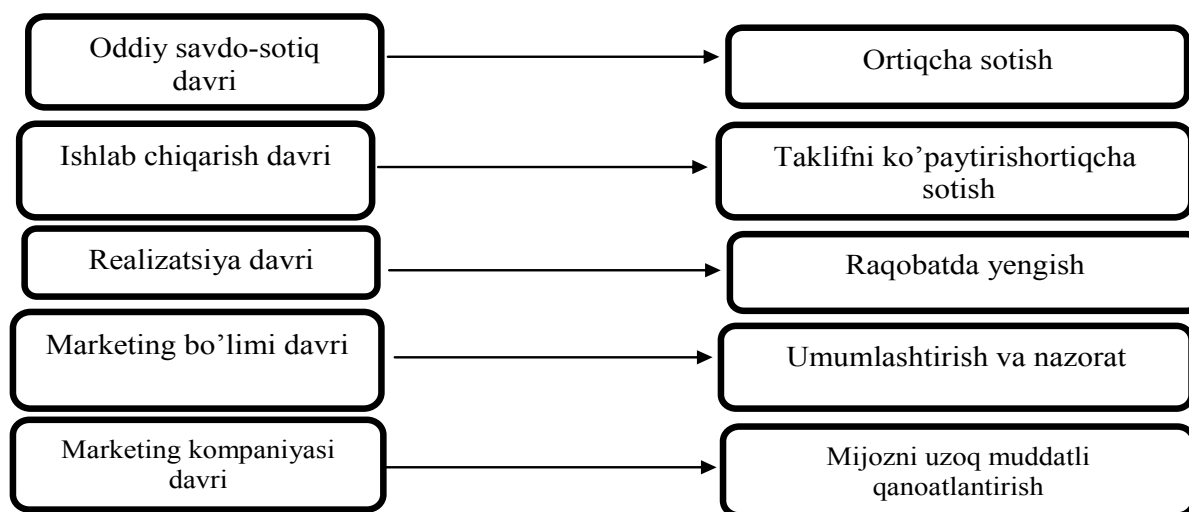 Oddiy savdo-sotiq
davri
Ortiqcha sotish
Ishlab chiqarish davri
Taklifni ko’paytirishortiqcha
sotish
Realizatsiya davri
Raqobatda yengish
Marketing bo’limi davri
Umumlashtirish va nazorat
Marketing kompaniyasi
davri
Mijozni uzoq muddatli
qanoatlantirish